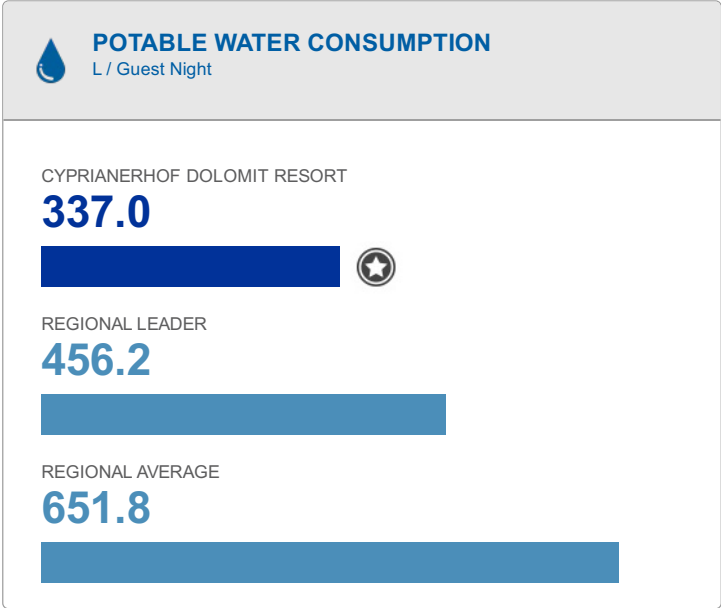 POTABLE WATER CONSUMPTION
L / Guest Night
CYPRIANERHOF DOLOMIT RESORT
337.0
REGIONAL LEADER
456.2
REGIONAL AVERAGE
651.8